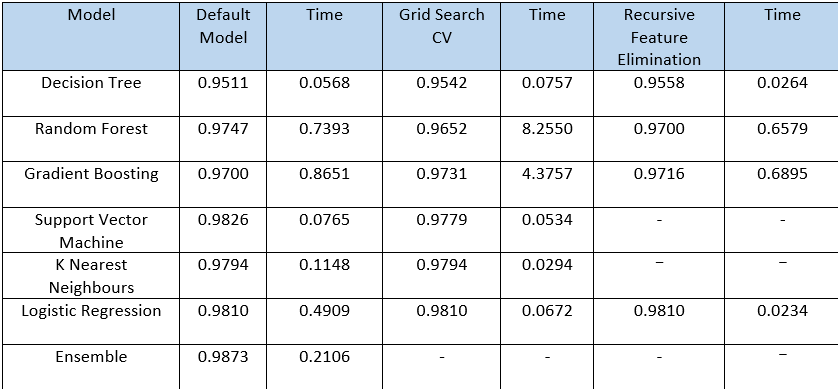 Model Default Model Time Grid Search CV Time Recursive Feature Elimination Time
Decision Tree 0.9511 0.0568 0.9542 0.0757 0.9558 0.0264
Random Forest 0.9747 0.7393 0.9652 8.2550 0.9700 0.6579
Gradient Boosting 0.9700 0.8651 0.9731 4.3757 0.9716 0.6895
Support Vector Machine 0.9826 0.0765 0.9779 0.0534 - -
K Nearest Neighbours 0.9794 0.1148 0.9794 0.0294 – –
Logistic Regression 0.9810 0.4909 0.9810 0.0672 0.9810 0.0234
Ensemble 0.9873 0.2106 - - - –